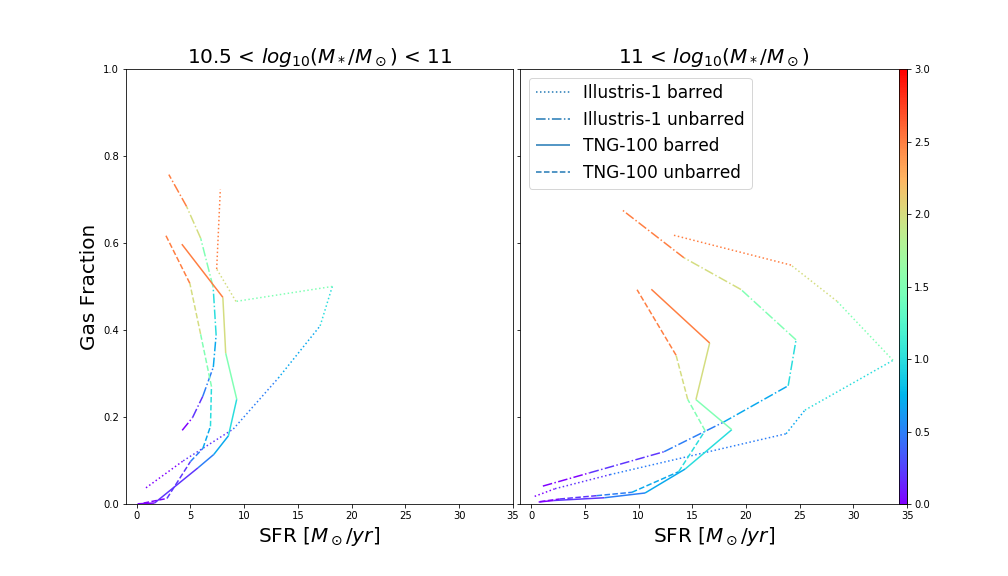 10.5 < log₁₀(M*/M⊙) < 11
11 < log₁₀(M*/M⊙)
Gas Fraction
1.0
0.8
0.6
0.4
0.2
0.0
0 5 10 15 20 25 30 35
SFR [M⊙/yr]
Illustris-1 barred
Illustris-1 unbarred
TNG-100 barred
TNG-100 unbarred
0 5 10 15 20 25 30 35
SFR [M⊙/yr]
3.0
2.5
2.0
1.5
1.0
0.5
0.0